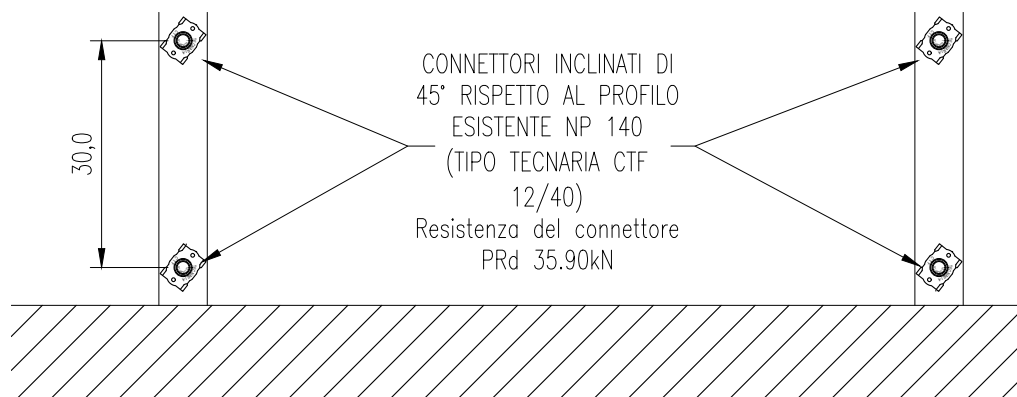 CONNETTORI INCLINATI DI
45° RISPETTO AL PROFILO
ESISTENTE NP 140
(TIPO TECNARIA CTF
12/40)
Resistenza del connettore
PRd 35.90kN
30,0